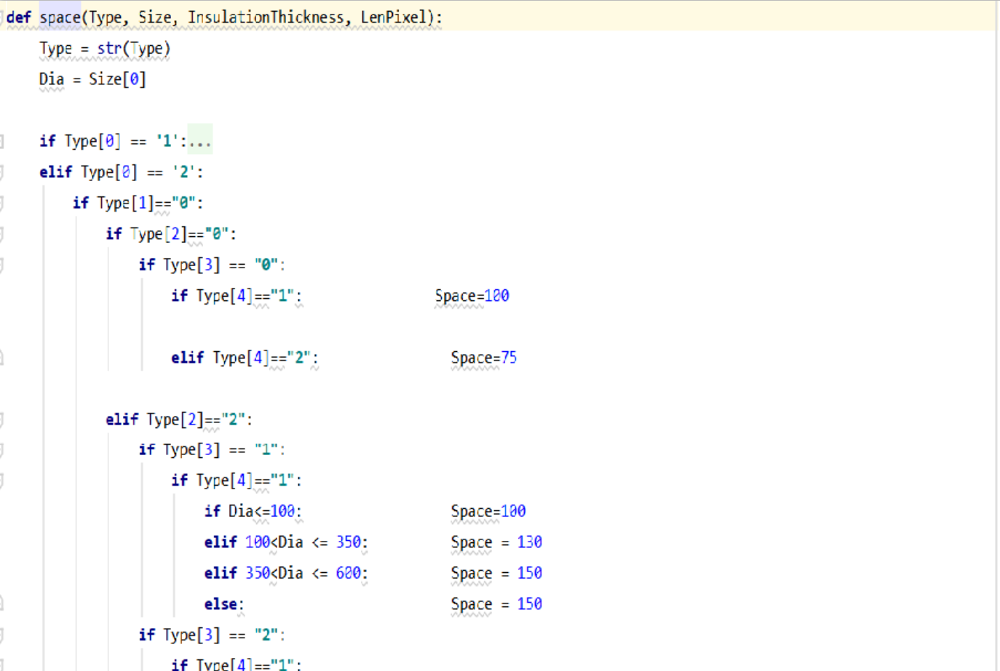 def space(Type, Size, InsulationThickness, LenPixel):
Type = str(Type)
Dia = Size[0]
if Type[0] == '1':...
elif Type[0] == '2':
if Type[1]=="0":
if Type[2]=="0":
if Type[3] == "0":
if Type[4]=="1": Space=100
elif Type[4]=="2": Space=75
elif Type[2]=="2":
if Type[3] == "1":
if Type[4]=="1":
if Dia<=100: Space=100
elif 100<Dia <= 350: Space = 130
elif 350<Dia <= 600: Space = 150
else: Space = 150
if Type[3] == "2":
if Type[4]=="1":